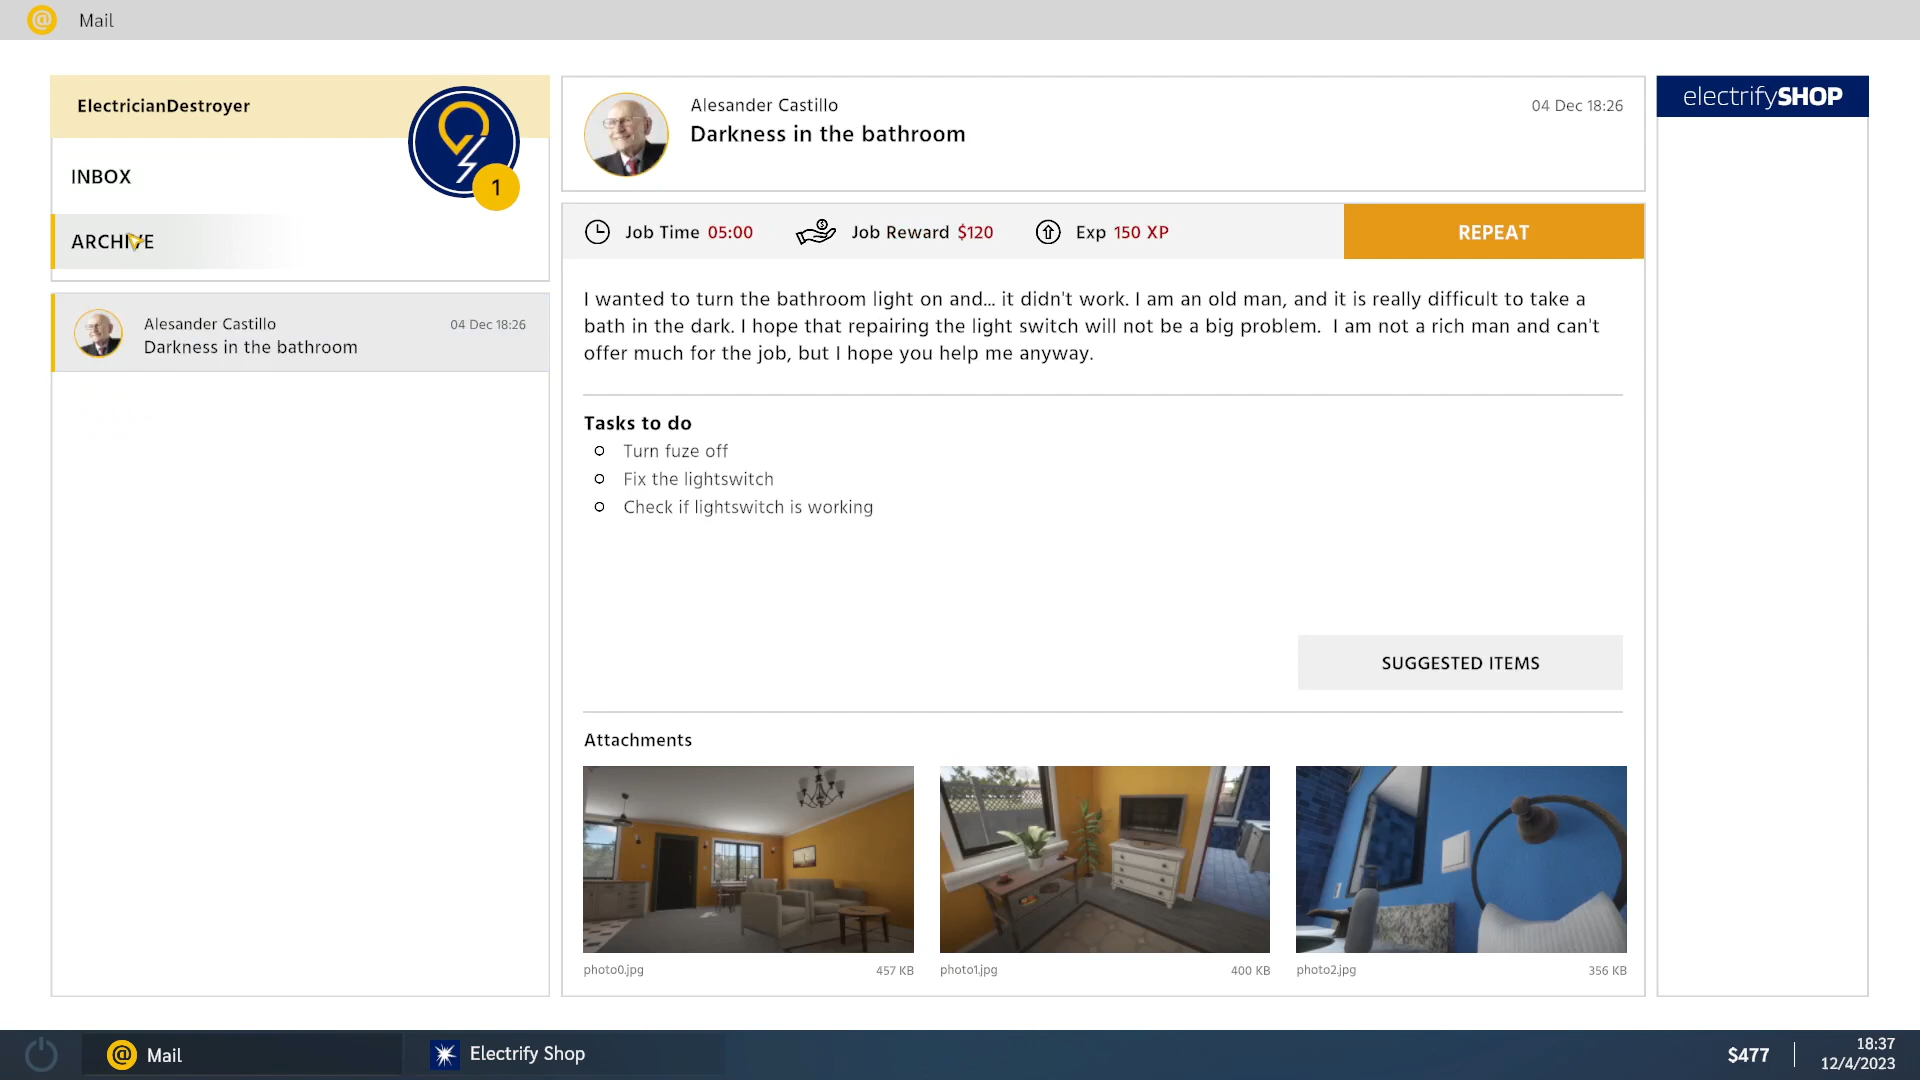 Mail
ElectricianDestroyer
1
INBOX
ARCHIVE
Alesander Castillo
04 Dec 18:26
Darkness in the bathroom
Alesander Castillo
04 Dec 18:26
Darkness in the bathroom
Job Time 05:00
Job Reward $120
Exp 150 XP
REPEAT
I wanted to turn the bathroom light on and... it didn't work. I am an old man, and it is really difficult to take a
bath in the dark. I hope that repairing the light switch will not be a big problem. I am not a rich man and can't
offer much for the job, but I hope you help me anyway.
Tasks to do
Turn fuze off
Fix the lightswitch
Check if lightswitch is working
SUGGESTED ITEMS
Attachments
photo0.jpg
457 KB
photo1.jpg
400 KB
photo2.jpg
356 KB
electrifySHOP
Mail
Electrify Shop
$477
18:37
12/4/2023